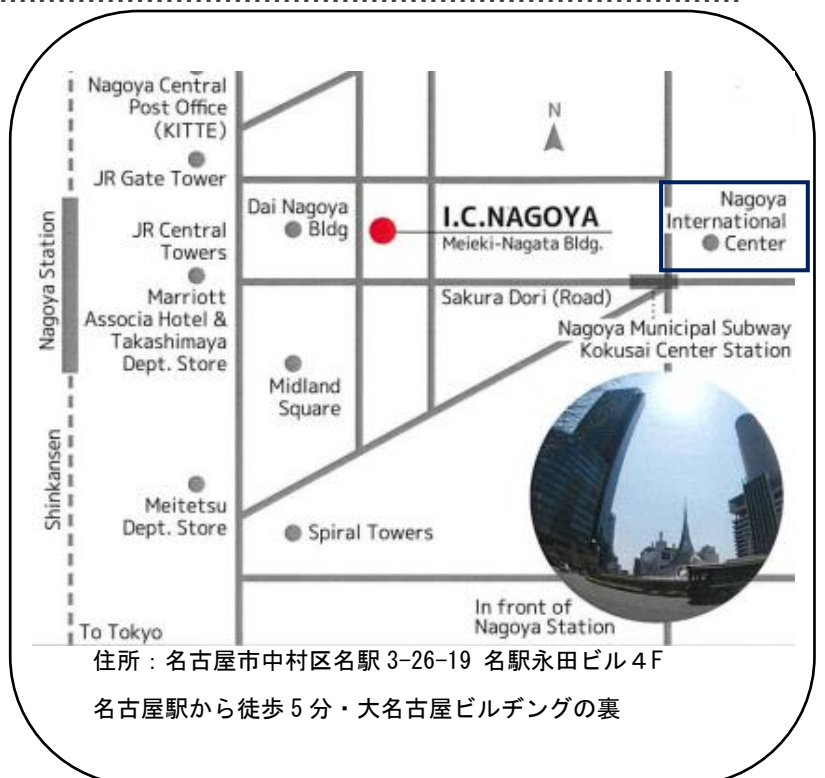 Nagoya Central
Post Office
(KITTE)
JR Gate Tower
Dai Nagoya
Bldg
N
I.C.NAGOYA
Meieki-Nagata Bldg.
Nagoya
International
Center
JR Central
Towers
Nagoya Station
Marriott
Associa Hotel &
Takashimaya
Dept. Store
Sakura Dori (Road)
Nagoya Municipal Subway
Kokusai Center Station
Midland
Square
Shinkansen
Meitetsu
Dept. Store
Spiral Towers
In front of
Nagoya Station
To Tokyo
住所：名古屋市中村区名駅 3-26-19 名駅永田ビル４F
名古屋駅から徒歩 5 分・大名古屋ビルヂングの裏